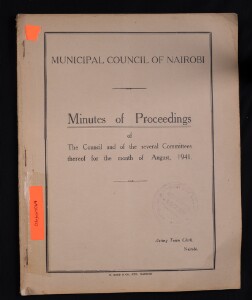 MUNICIPAL COUNCIL OF NAIROBI
Minutes of Proceedings
of
The Council and of the several Committees
thereof for the month of August, 1941.
Acting Town Clerk,
Nairobi.